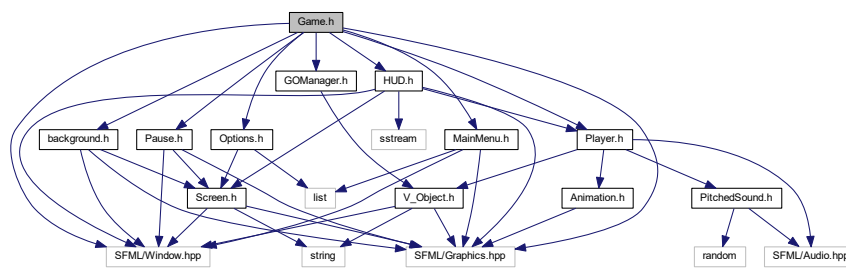 Game.h
GOManager.h
HUD.h
background.h
Pause.h
Options.h
sstream
MainMenu.h
Player.h
Screen.h
list
V_Object.h
Animation.h
PitchedSound.h
SFML/Window.hpp
string
SFML/Graphics.hpp
random
SFML/Audio.hpp